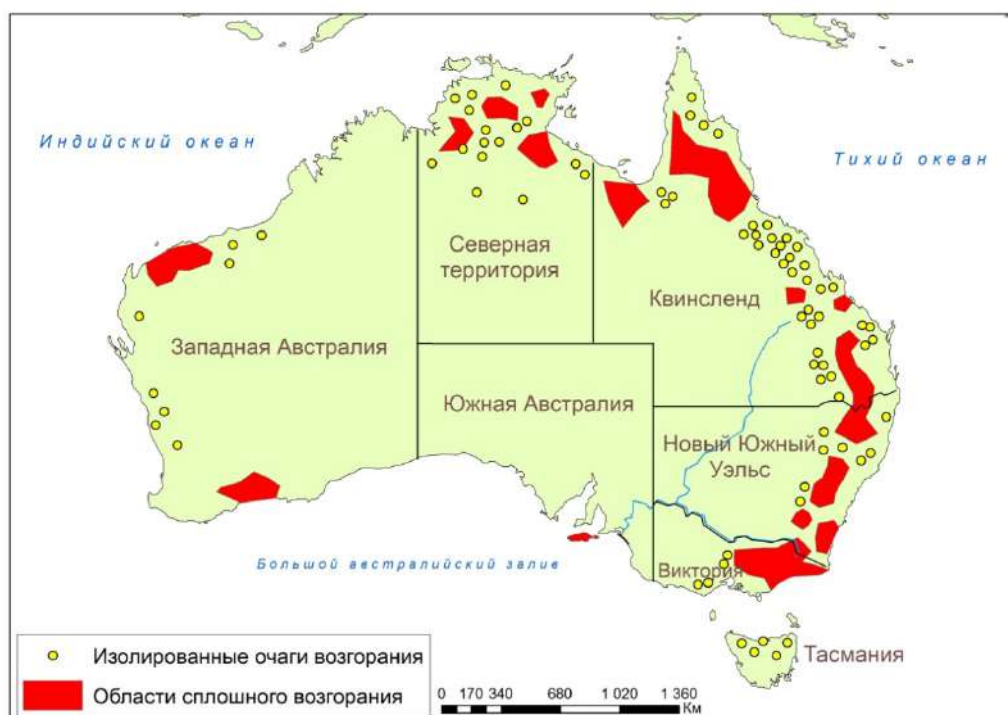 Индийский океан
Тихий океан
Северная
территория
Квинсленд
Западная Австралия
Южная Австралия
Новый Южный
Уэльс
Большой австралийский залив
Виктория
Тасмания
Изолированные очаги возгорания
Области сплошного возгорания
0 170 340 680 1 020 1 360
Км